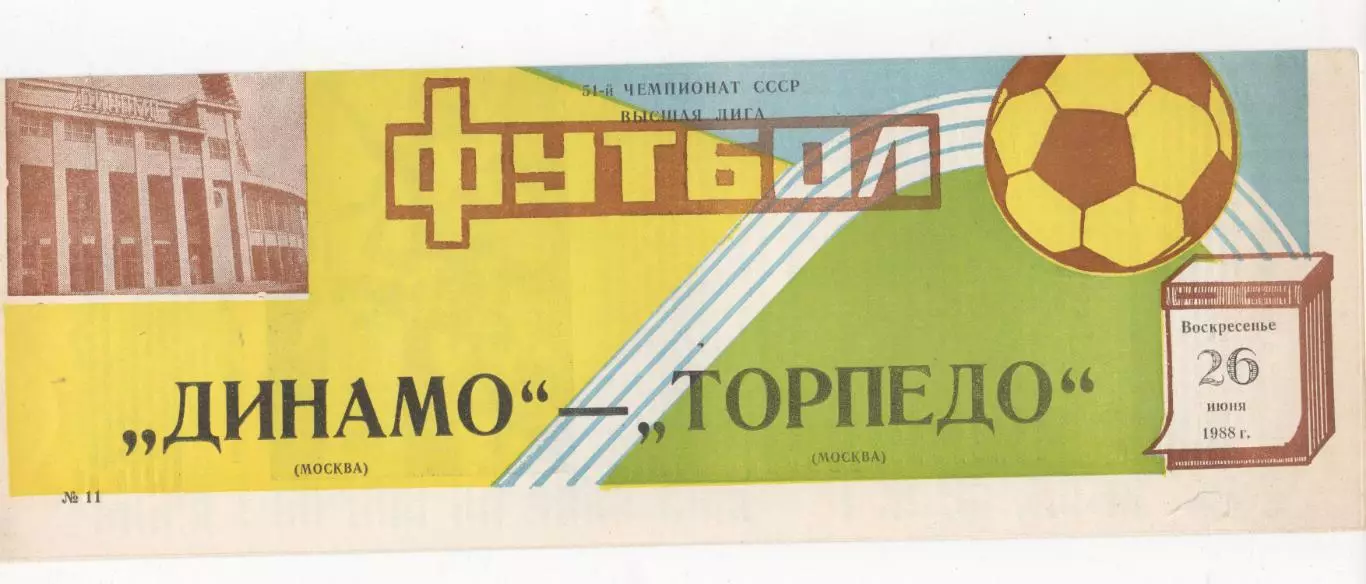 ДИНАМО
51-й ЧЕМПИОНАТ СССР
ВЫСШАЯ ЛИГА
ФУТБОЛ
„ДИНАМО“ — „ТОРПЕДО“
(МОСКВА)
(МОСКВА)
Воскресенье
26
июня
1988 г.
№ 11